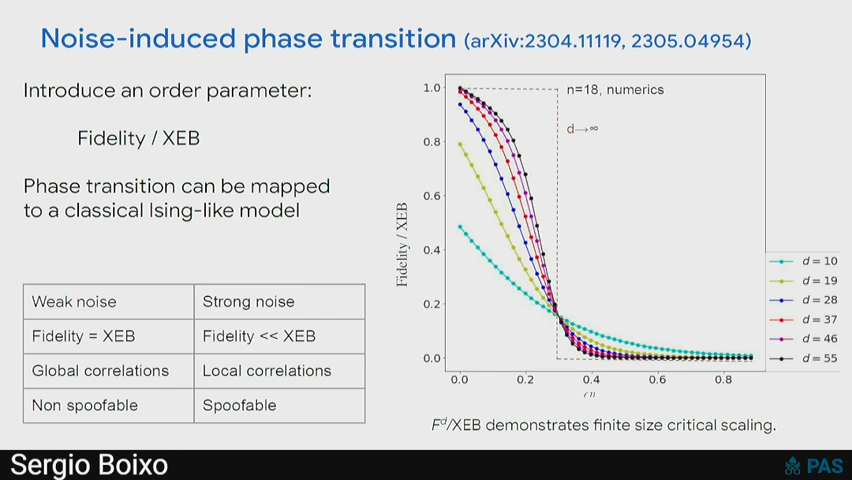 Noise-induced phase transition (arXiv:2304.11119, 2305.04954)
Introduce an order parameter:
Fidelity / XEB
Phase transition can be mapped
to a classical Ising-like model
Weak noise Strong noise
Fidelity = XEB Fidelity << XEB
Global correlations Local correlations
Non spoofable Spoofable
n=18, numerics
d→∞
Fidelity / XEB
1.0
0.8
0.6
0.4
0.2
0.0
0.0 0.2 0.4 0.6 0.8
ϵn
d = 10
d = 19
d = 28
d = 37
d = 46
d = 55
Fᵈ/XEB demonstrates finite size critical scaling.
Sergio Boixo
PAS